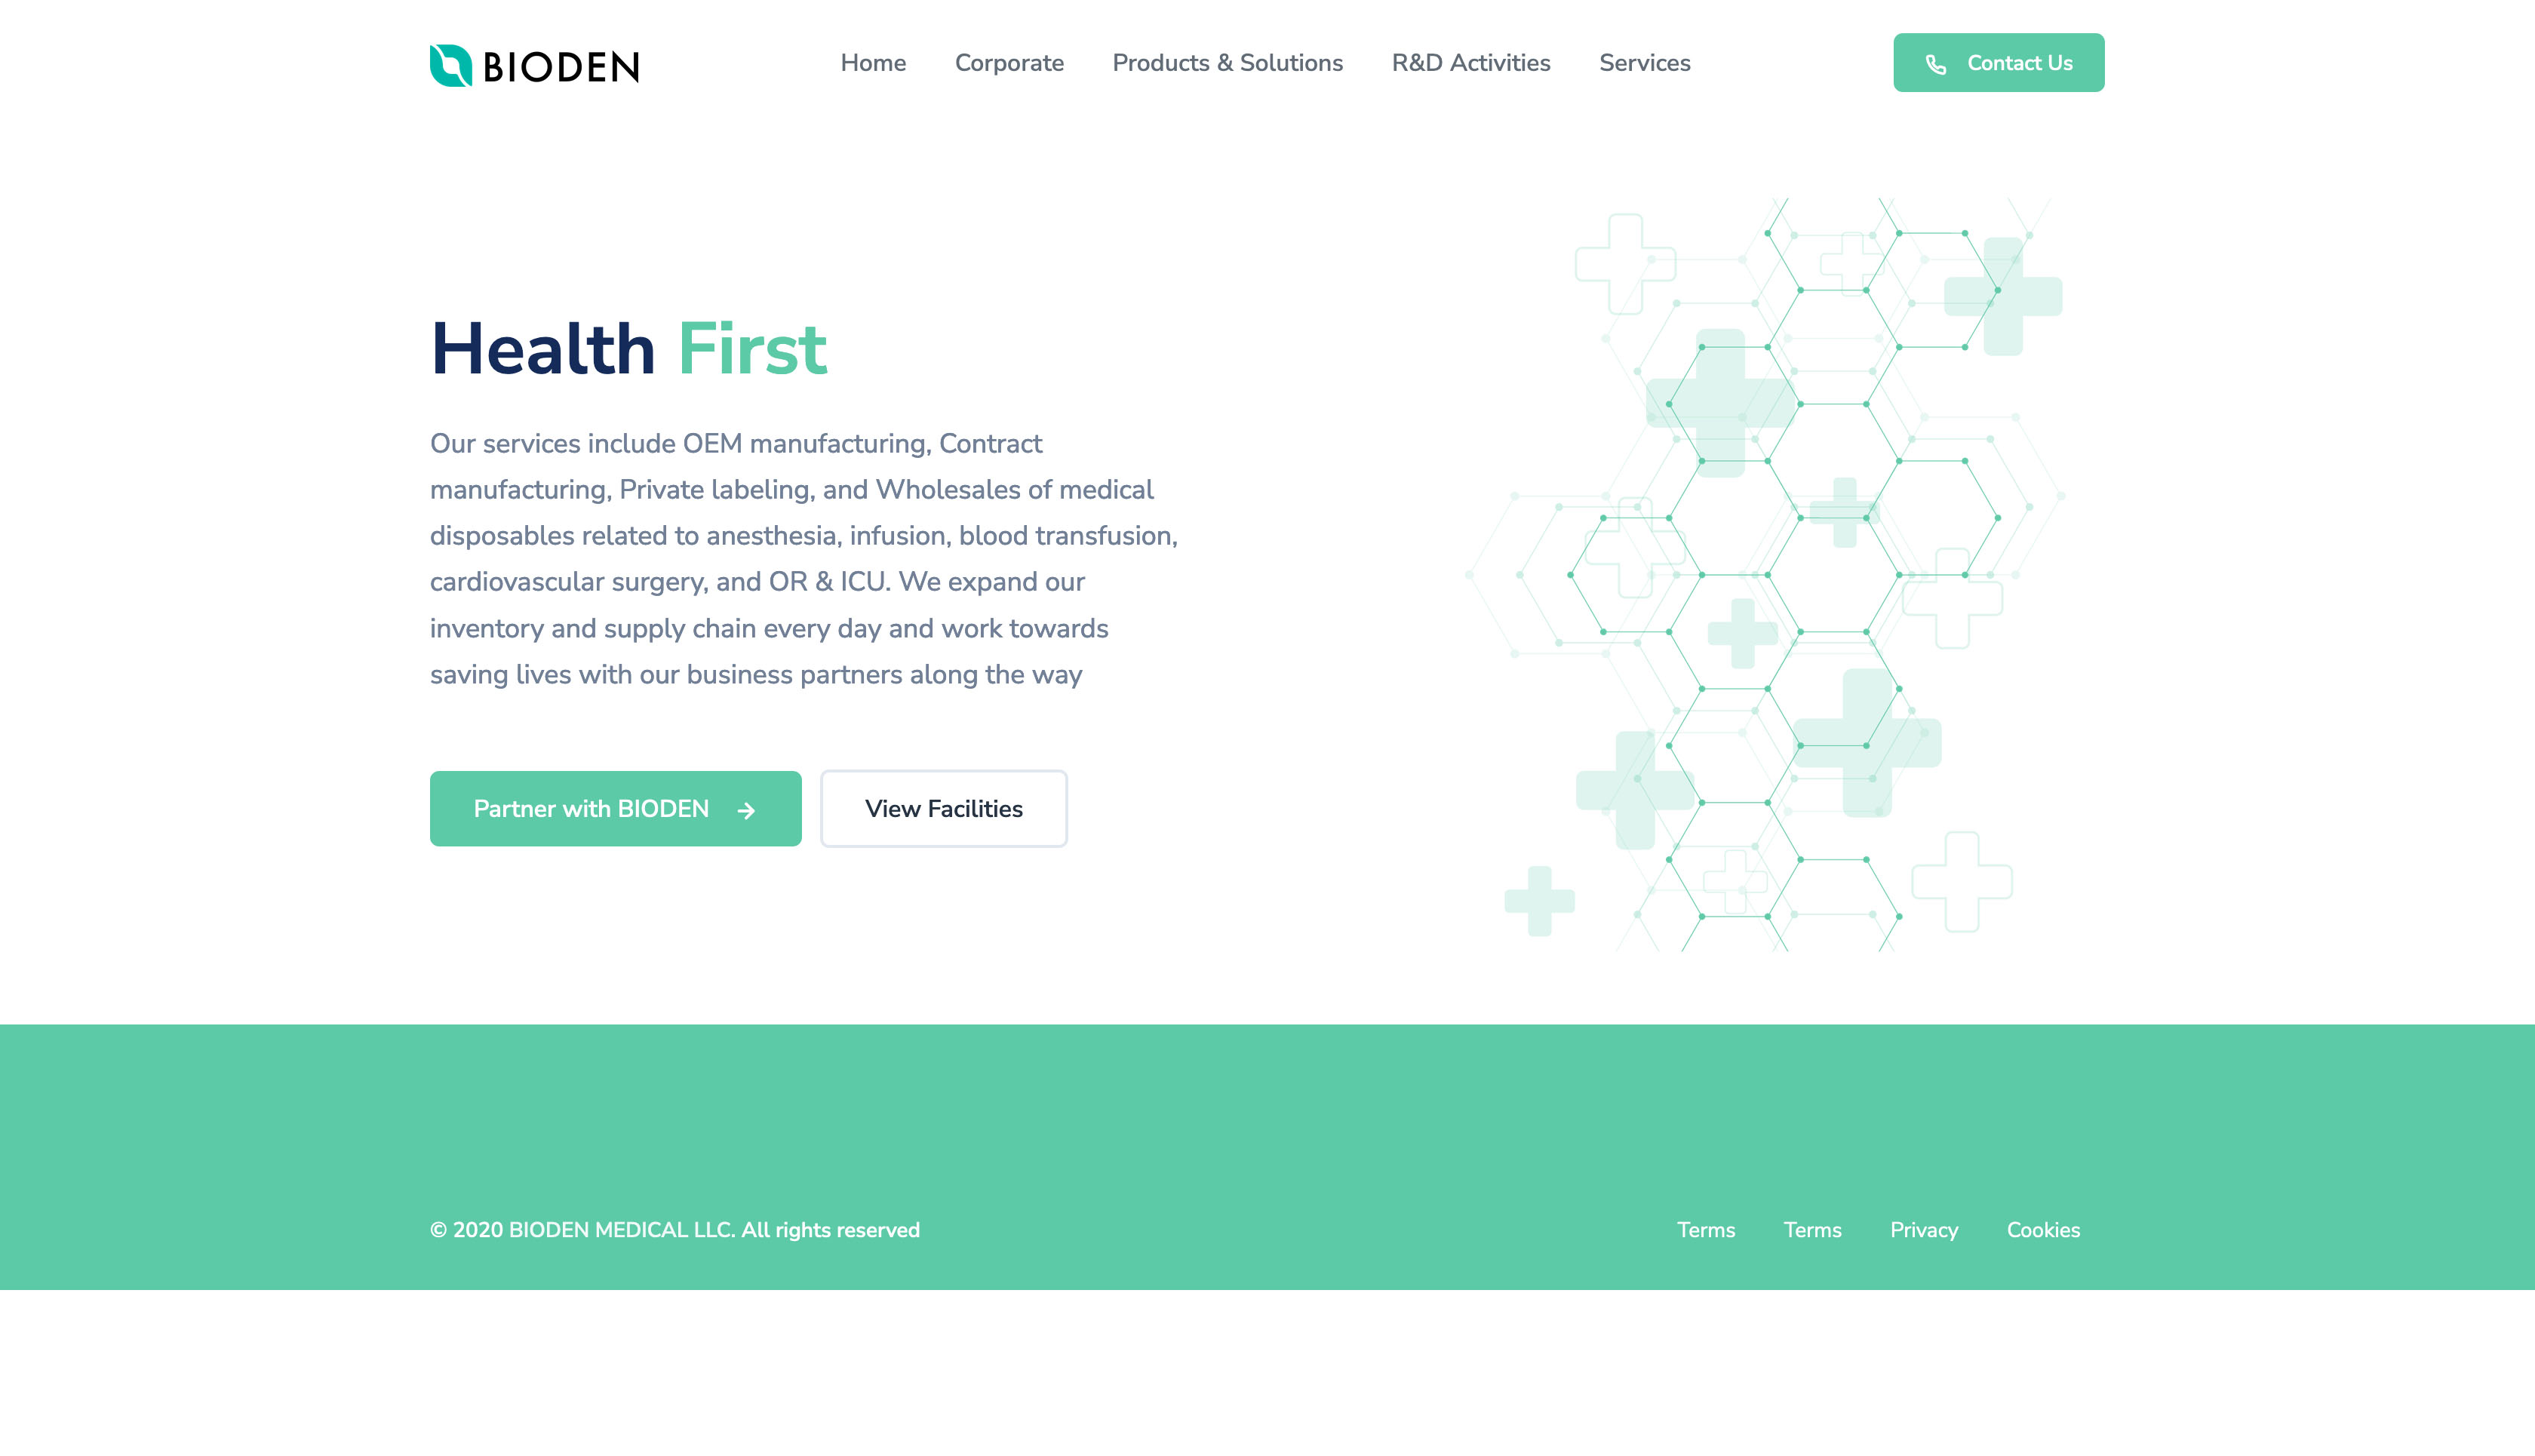 BIODEN
Home
Corporate
Products & Solutions
R&D Activities
Services
Contact Us
Health First
Our services include OEM manufacturing, Contract
manufacturing, Private labeling, and Wholesales of medical
disposables related to anesthesia, infusion, blood transfusion,
cardiovascular surgery, and OR & ICU. We expand our
inventory and supply chain every day and work towards
saving lives with our business partners along the way
Partner with BIODEN
View Facilities
© 2020 BIODEN MEDICAL LLC. All rights reserved
Terms
Terms
Privacy
Cookies